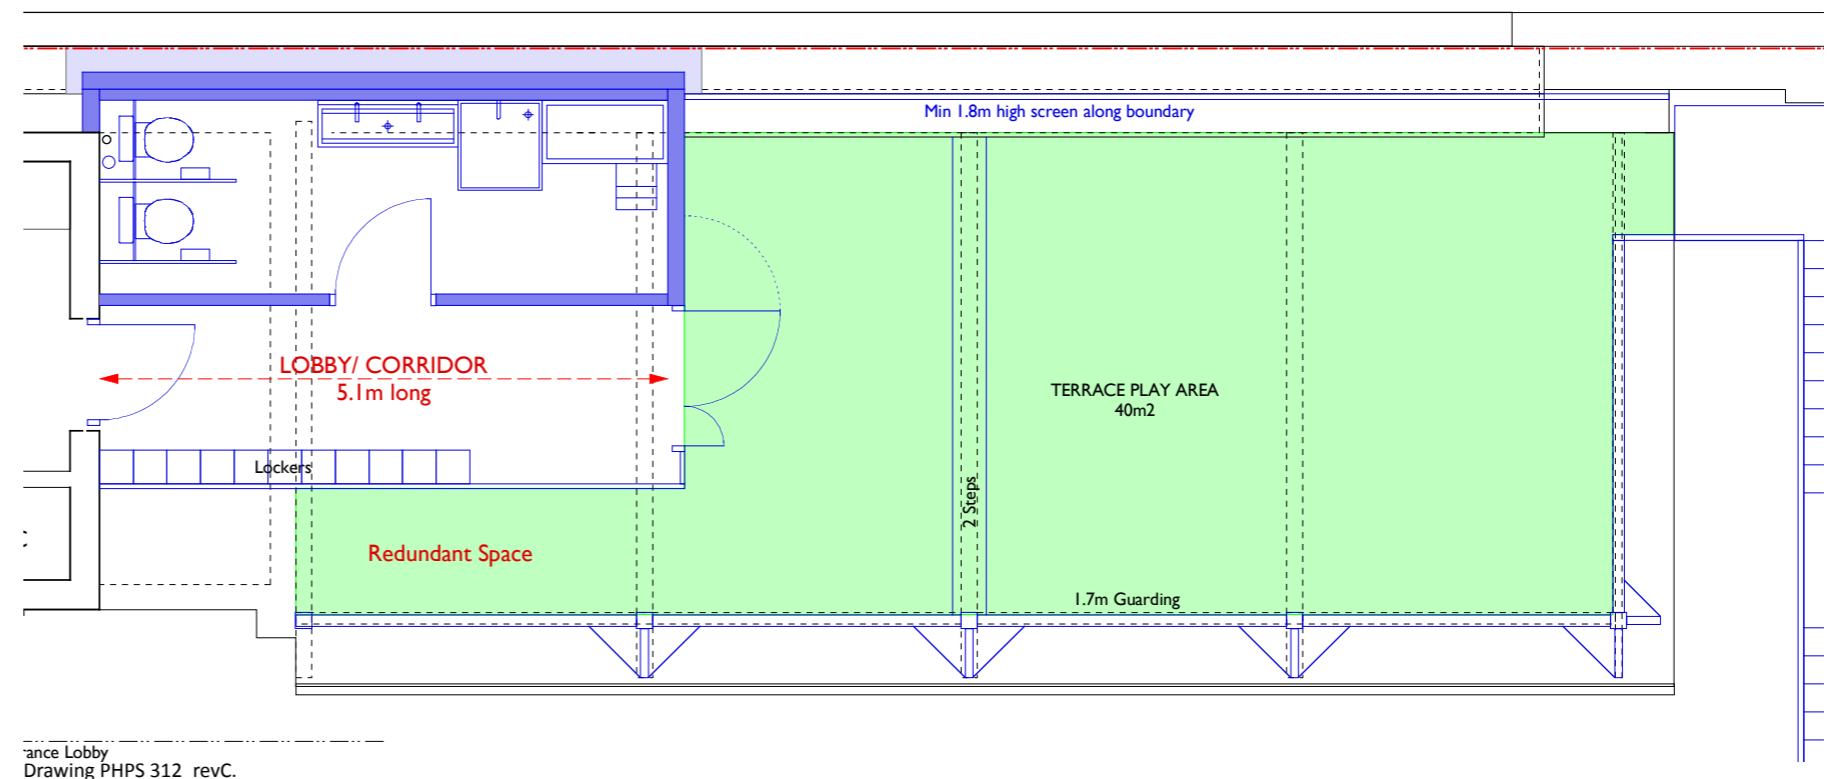 Min 1.8m high screen along boundary
LOBBY/ CORRIDOR
5.1m long
TERRACE PLAY AREA
40m2
Lockers
2 Steps
Redundant Space
1.7m Guarding
Lobby
Drawing PHPS 312 revC.